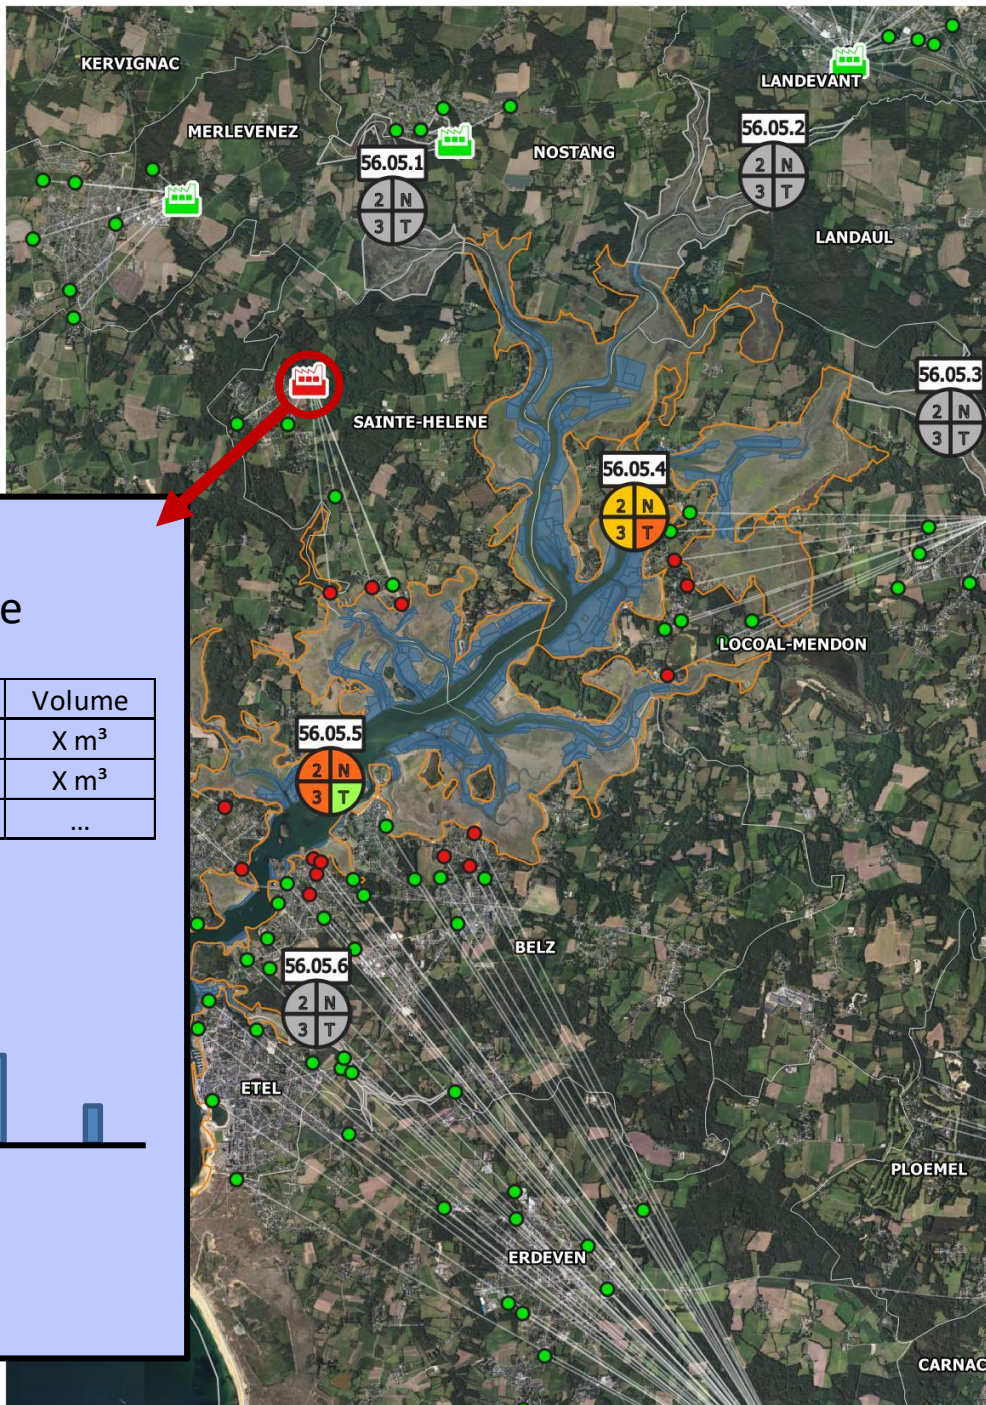 KERVIGNAC
LANDEVANT
MERLEVENEZ
56.05.2
2 N
3 T
NOSTANG
56.05.1
2 N
3 T
LANDAUL
56.05.3
2 N
3 T
SAINTE-HELENE
56.05.4
2 N
3 T
e
LOCOAL-MENDON
Volume
X m³
X m³
...
56.05.5
2 N
3 T
BELZ
56.05.6
2 N
3 T
ETEL
PLOEMEL
ERDEVEN
CARNAC